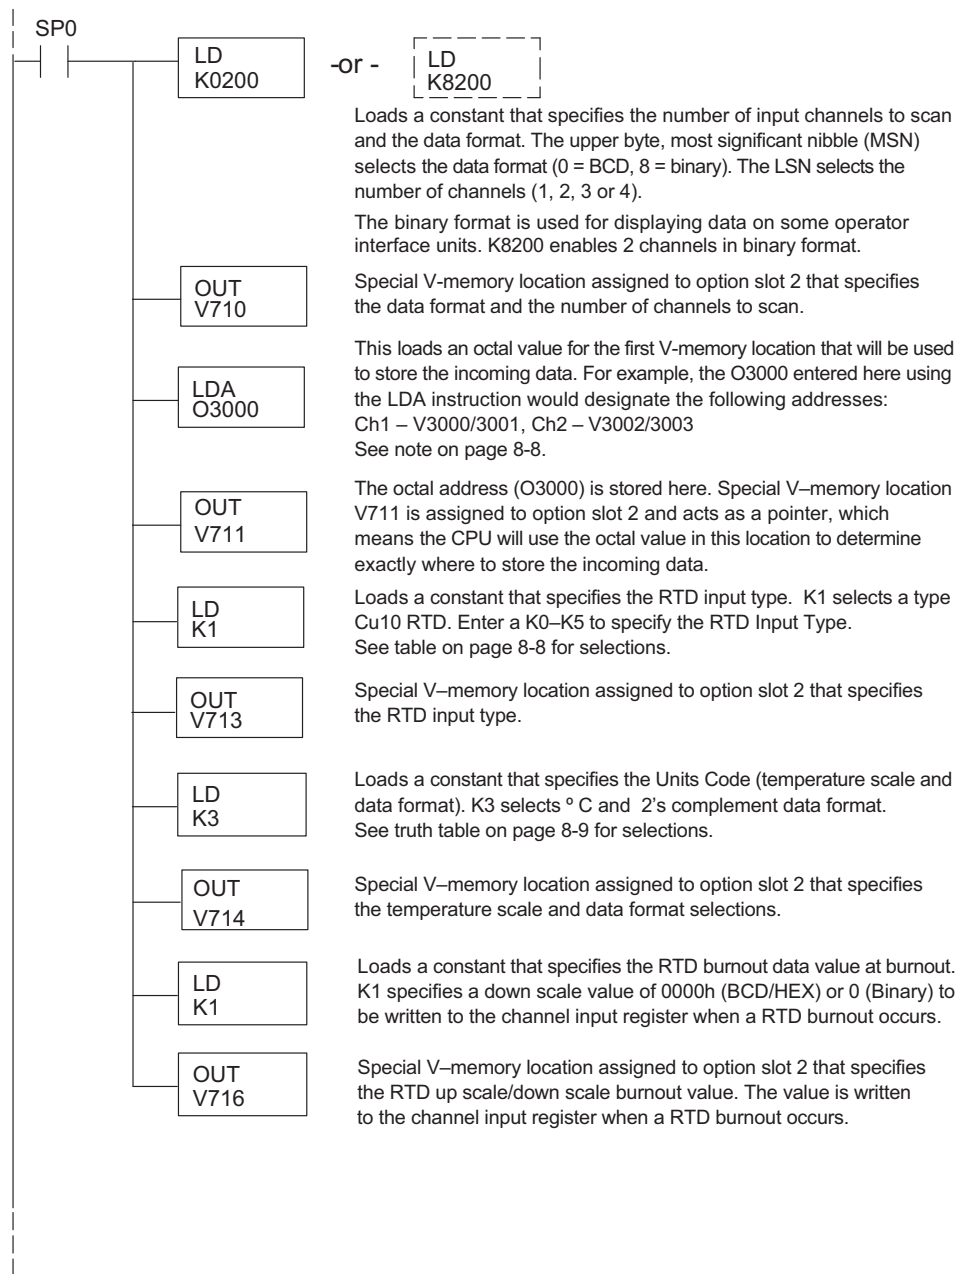 SP0
LD
K0200
-or -
LD
K8200
Loads a constant that specifies the number of input channels to scan
and the data format. The upper byte, most significant nibble (MSN)
selects the data format (0 = BCD, 8 = binary). The LSN selects the
number of channels (1, 2, 3 or 4).
The binary format is used for displaying data on some operator
interface units. K8200 enables 2 channels in binary format.
OUT
V710
Special V-memory location assigned to option slot 2 that specifies
the data format and the number of channels to scan.
LDA
O3000
This loads an octal value for the first V-memory location that will be used
to store the incoming data. For example, the O3000 entered here using
the LDA instruction would designate the following addresses:
Ch1 – V3000/3001, Ch2 – V3002/3003
See note on page 8-8.
OUT
V711
The octal address (O3000) is stored here. Special V–memory location
V711 is assigned to option slot 2 and acts as a pointer, which
means the CPU will use the octal value in this location to determine
exactly where to store the incoming data.
LD
K1
Loads a constant that specifies the RTD input type.  K1 selects a type
Cu10 RTD. Enter a K0–K5 to specify the RTD Input Type.
See table on page 8-8 for selections.
OUT
V713
Special V–memory location assigned to option slot 2 that specifies
the RTD input type.
LD
K3
Loads a constant that specifies the Units Code (temperature scale and
data format). K3 selects º C and  2's complement data format.
See truth table on page 8-9 for selections.
OUT
V714
Special V–memory location assigned to option slot 2 that specifies
the temperature scale and data format selections.
LD
K1
Loads a constant that specifies the RTD burnout data value at burnout.
K1 specifies a down scale value of 0000h (BCD/HEX) or 0 (Binary) to
be written to the channel input register when a RTD burnout occurs.
OUT
V716
Special V–memory location assigned to option slot 2 that specifies
the RTD up scale/down scale burnout value. The value is written
to the channel input register when a RTD burnout occurs.